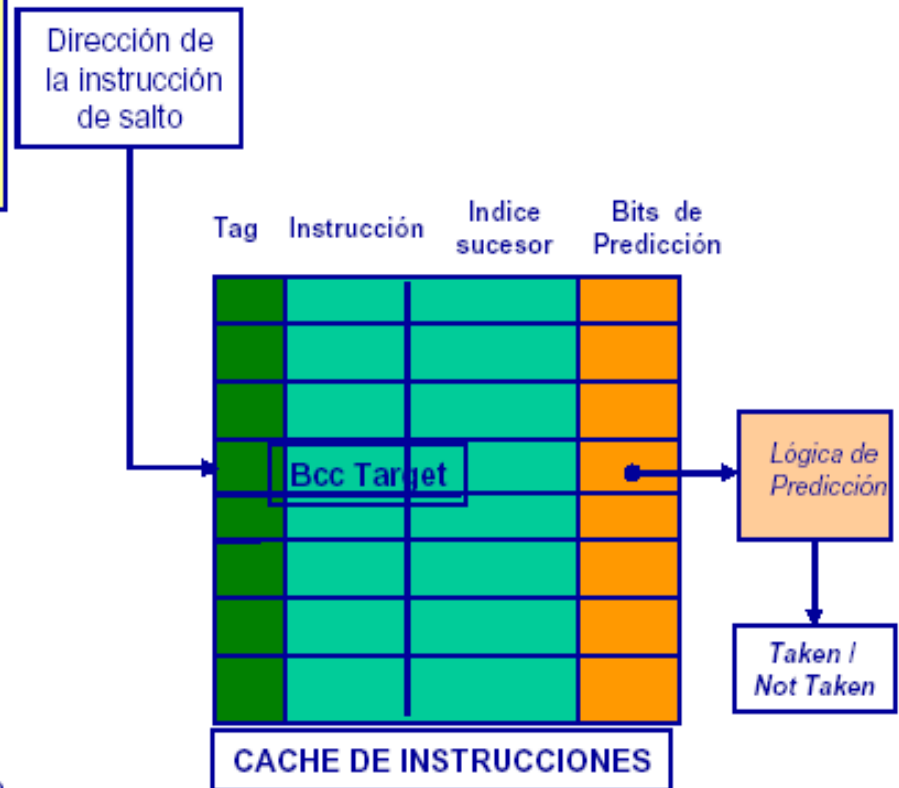 Dirección de
la instrucción
de salto
Tag Instrucción Indice
sucesor Bits de
Predicción
Bcc Target
Lógica de
Predicción
Taken /
Not Taken
CACHE DE INSTRUCCIONES